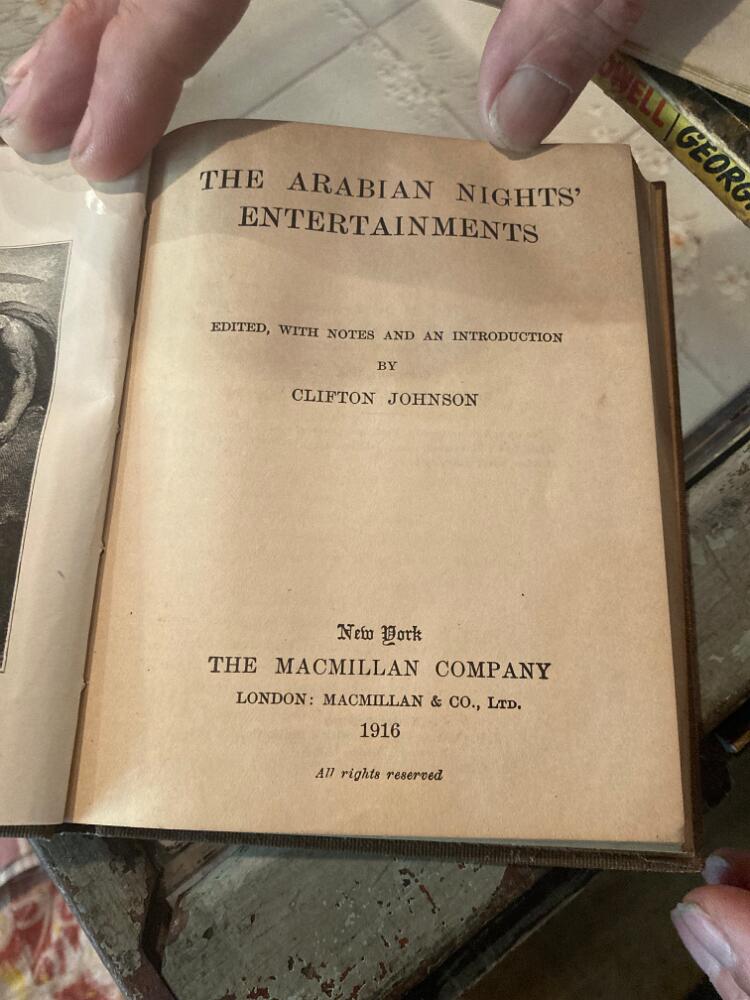 THE ARABIAN NIGHTS'
ENTERTAINMENTS
EDITED, WITH NOTES AND AN INTRODUCTION
BY
CLIFTON JOHNSON
New York
THE MACMILLAN COMPANY
LONDON: MACMILLAN & CO., LTD.
1916
All rights reserved